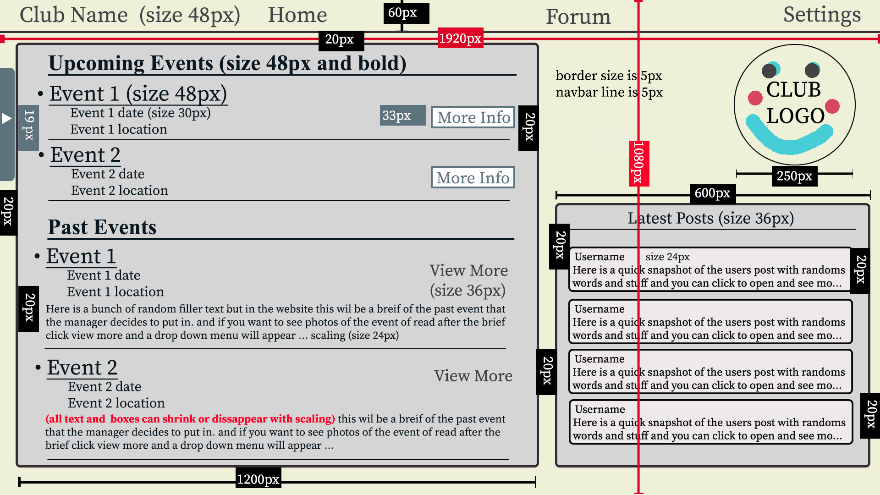 Club Name (size 48px) Home 60px Forum Settings
20px 1920px
Upcoming Events (size 48px and bold)
• Event 1 (size 48px)
Event 1 date (size 30px)
Event 1 location
19 px
33px
More Info
20px
• Event 2
Event 2 date
Event 2 location
More Info
20px
Past Events
• Event 1
Event 1 date
Event 1 location
View More
(size 36px)
20px
Here is a bunch of random filler text but in the website this wil be a breif of the past event that
the manager decides to put in. and if you want to see photos of the event of read after the brief
click view more and a drop down menu will appear ... scaling (size 24px)
• Event 2
Event 2 date
Event 2 location
View More
(all text and boxes can shrink or dissappear with scaling) this wil be a breif of the past event
that the manager decides to put in. and if you want to see photos of the event of read after the
brief click view more and a drop down menu will appear ...
1200px
border size is 5px
navbar line is 5px
1080px
CLUB
LOGO
250px
600px
Latest Posts (size 36px)
20px
20px
Username size 24px
Here is a quick snapshot of the users post with randoms
words and stuff and you can click to open and see mo...
Username
Here is a quick snapshot of the users post with randoms
words and stuff and you can click to open and see mo...
20px
Username
Here is a quick snapshot of the users post with randoms
words and stuff and you can click to open and see mo...
20px
Username
Here is a quick snapshot of the users post with randoms
words and stuff and you can click to open and see mo...